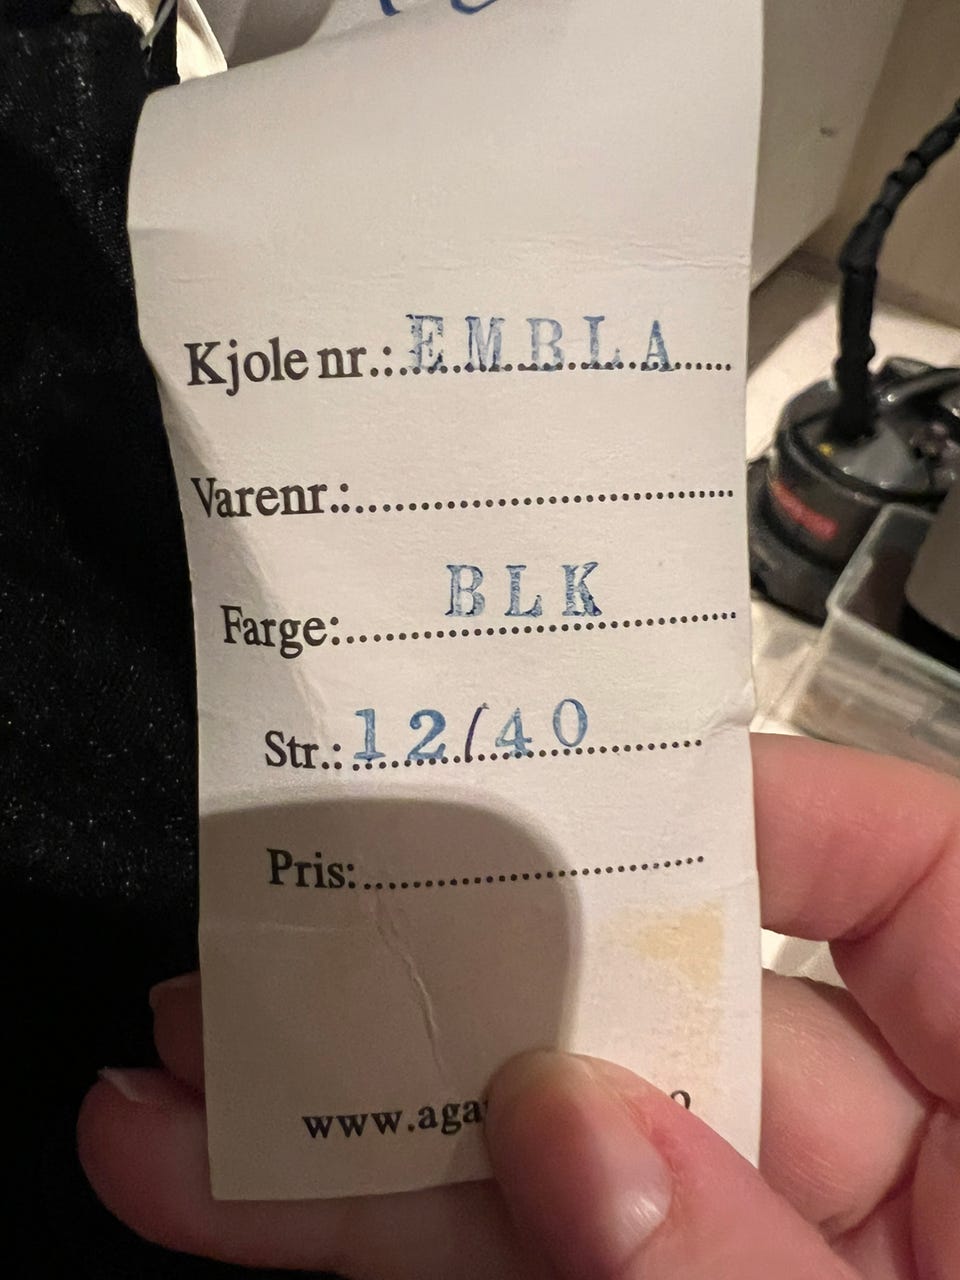 Kjole nr.: EMBLA
Varenr.:
Farge: BLK
Str.: 12/40
Pris: